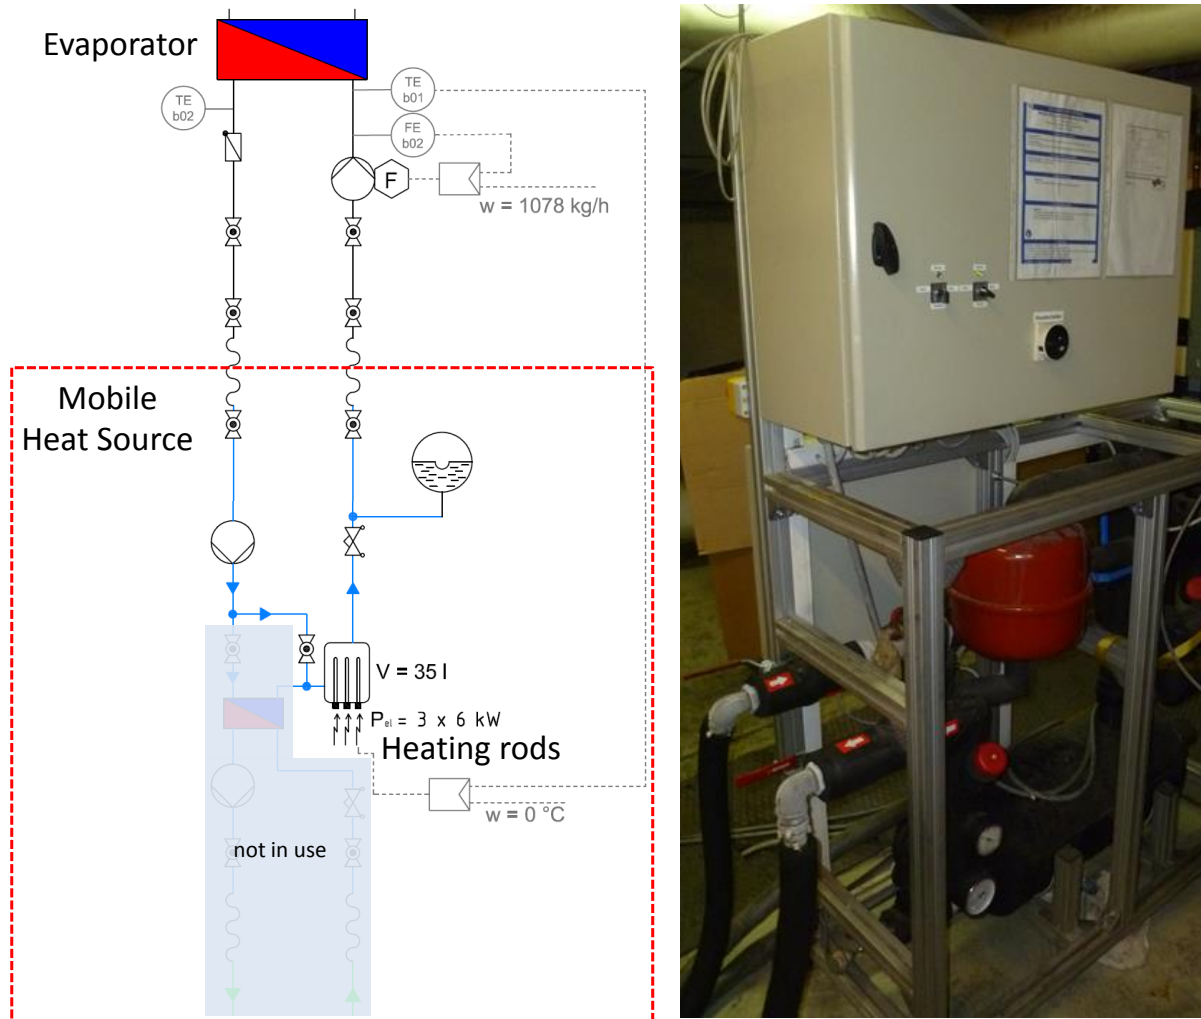 Evaporator
TE
b01
TE
b02
FE
b02
F
w = 1078 kg/h
Mobile
Heat Source
V = 35 l
Pel = 3 x 6 kW
Heating rods
w = 0 °C
not in use